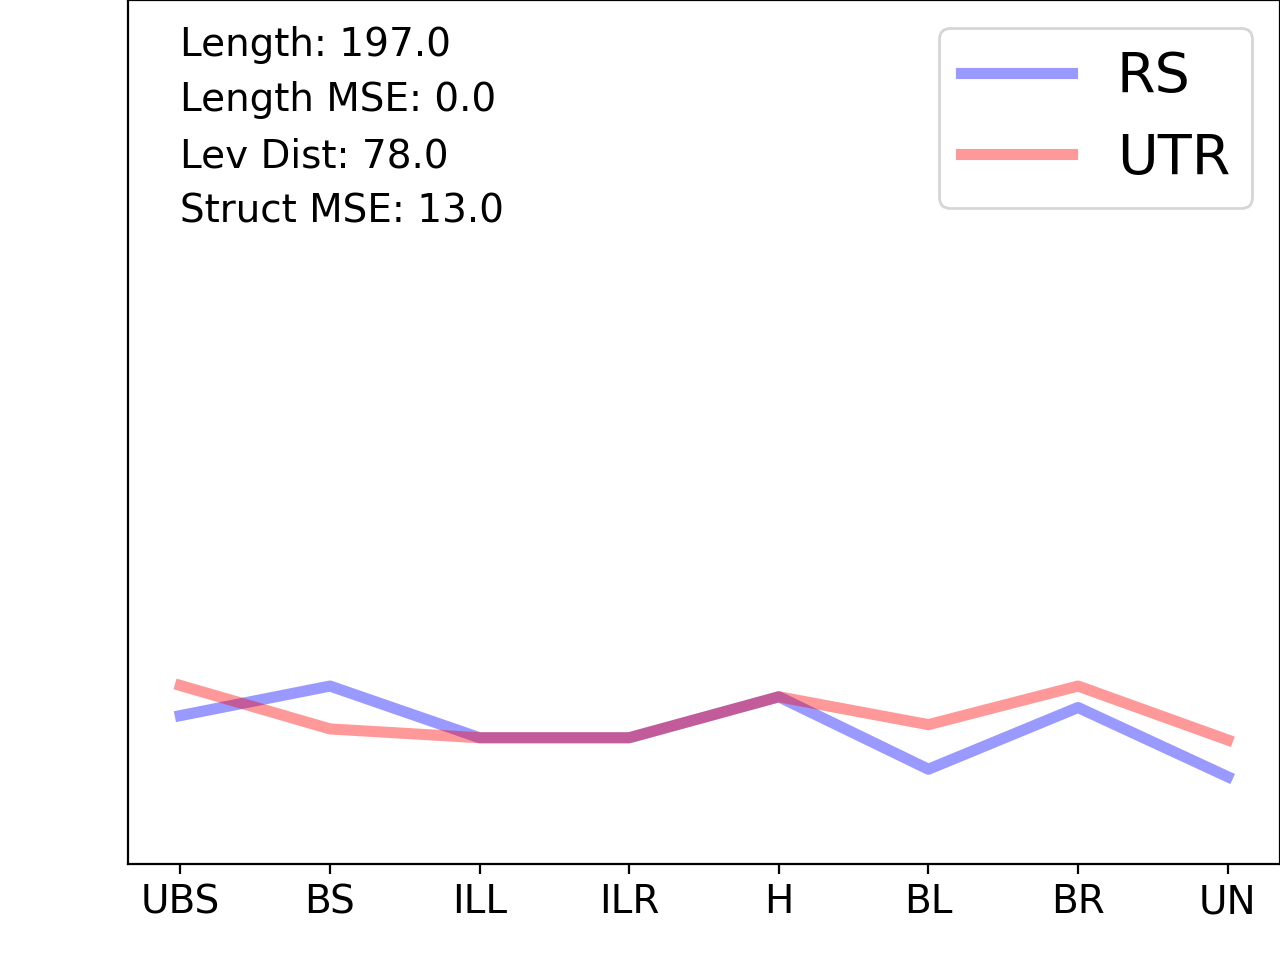 Length: 197.0
Length MSE: 0.0
Lev Dist: 78.0
Struct MSE: 13.0
RS
UTR
UBS BS ILL ILR H BL BR UN